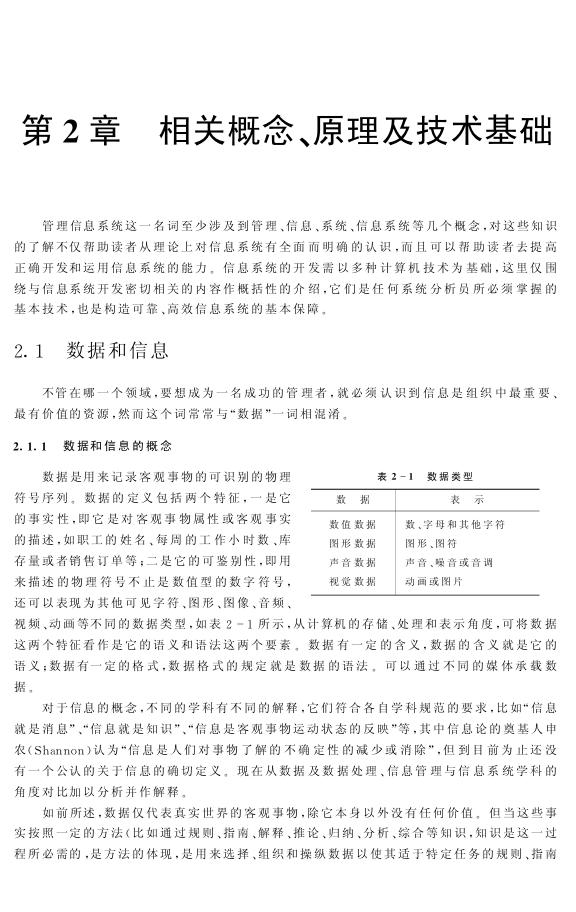 第2章　相关概念、原理及技术基础
管理信息系统这一名词至少涉及到管理、信息、系统、信息系统等几个概念,对这些知识
的了解不仅帮助读者从理论上对信息系统有全面而明确的认识,而且可以帮助读者去提高
正确开发和运用信息系统的能力。信息系统的开发需以多种计算机技术为基础,这里仅围
绕与信息系统开发密切相关的内容作概括性的介绍,它们是任何系统分析员所必须掌握的
基本技术,也是构造可靠、高效信息系统的基本保障。
2.1　数据和信息
不管在哪一个领域,要想成为一名成功的管理者,就必须认识到信息是组织中最重要、
最有价值的资源,然而这个词常常与“数据”一词相混淆。
2.1.1　数据和信息的概念
数据是用来记录客观事物的可识别的物理
符号序列。数据的定义包括两个特征,一是它
的事实性,即它是对客观事物属性或客观事实
的描述,如职工的姓名、每周的工作小时数、库
存量或者销售订单等;二是它的可鉴别性,即用
来描述的物理符号不止是数值型的数字符号,
还可以表现为其他可见字符、图形、图像、音频、
表2-1　数据类型
数　据　表　示
数值数据　数、字母和其他字符
图形数据　图形、图符
声音数据　声音、噪音或音调
视觉数据　动画或图片
视频、动画等不同的数据类型,如表2-1所示,从计算机的存储、处理和表示角度,可将数据
这两个特征看作是它的语义和语法这两个要素。数据有一定的含义,数据的含义就是它的
语义;数据有一定的格式,数据格式的规定就是数据的语法。可以通过不同的媒体承载数
据。
对于信息的概念,不同的学科有不同的解释,它们符合各自学科规范的要求,比如“信息
就是消息”、“信息就是知识”、“信息是客观事物运动状态的反映”等,其中信息论的奠基人申
农(Shannon)认为“信息是人们对事物了解的不确定性的减少或消除”,但到目前为止还没
有一个公认的关于信息的确切定义。现在从数据及数据处理、信息管理与信息系统学科的
角度对比加以分析并作解释。
如前所述,数据仅代表真实世界的客观事物,除它本身以外没有任何价值。但当这些事
实按照一定的方法(比如通过规则、指南、解释、推论、归纳、分析、综合等知识,知识是这一过
程所必需的,是方法的体现,是用来选择、组织和操纵数据以使其适于特定任务的规则、指南